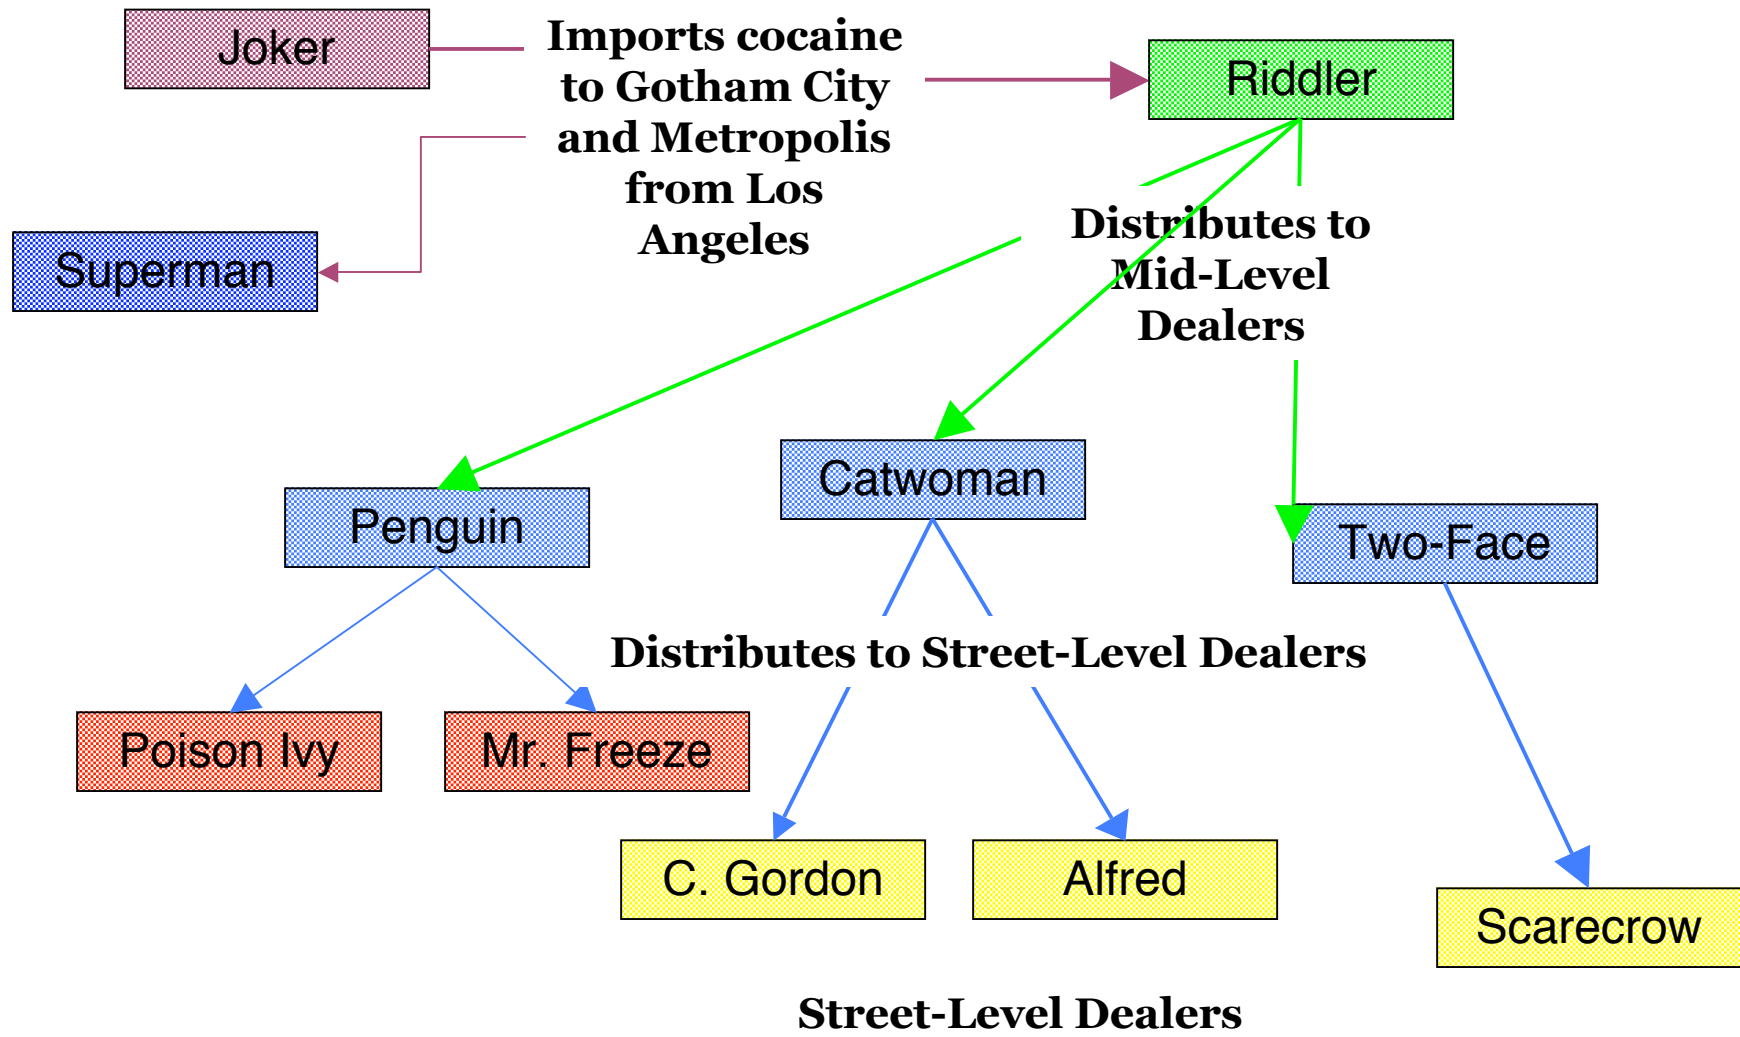 Joker
Imports cocaine
to Gotham City
and Metropolis
from Los
Angeles
Riddler
Superman
Distributes to
Mid-Level
Dealers
Catwoman
Penguin
Two-Face
Distributes to Street-Level Dealers
Poison Ivy
Mr. Freeze
C. Gordon
Alfred
Scarecrow
Street-Level Dealers